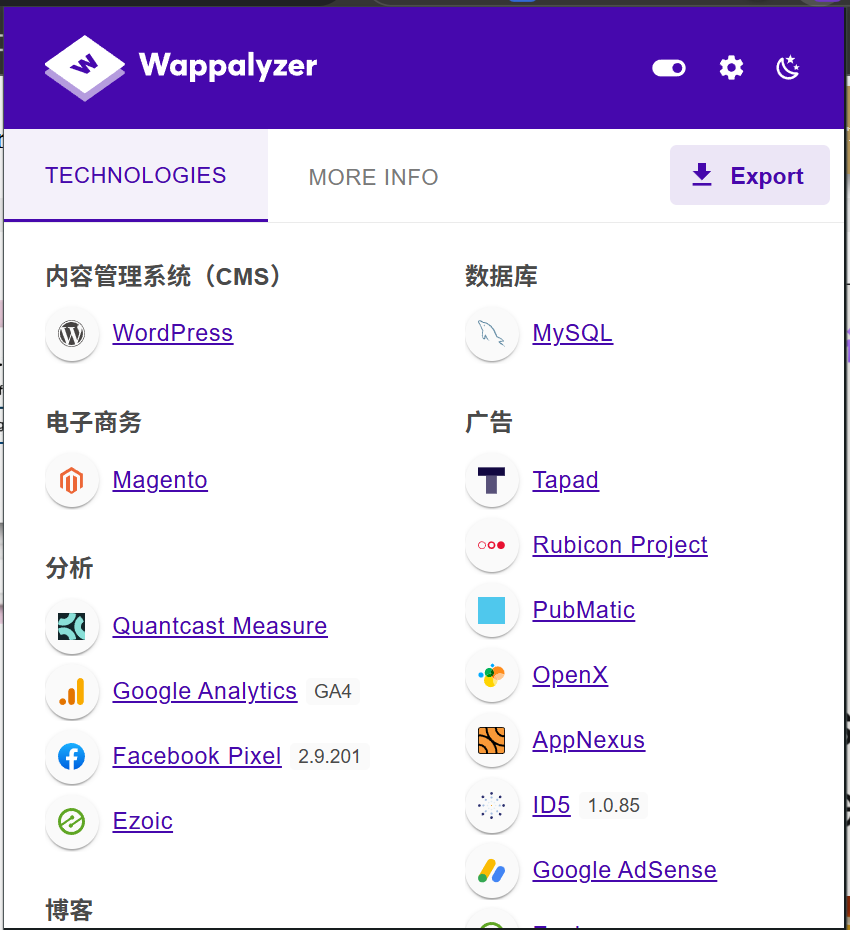 Wappalyzer
TECHNOLOGIES
MORE INFO
Export
内容管理系统（CMS）
WordPress
电子商务
Magento
分析
Quantcast Measure
Google Analytics GA4
Facebook Pixel 2.9.201
Ezoic
博客
数据库
MySQL
广告
Tapad
Rubicon Project
PubMatic
OpenX
AppNexus
ID5 1.0.85
Google AdSense